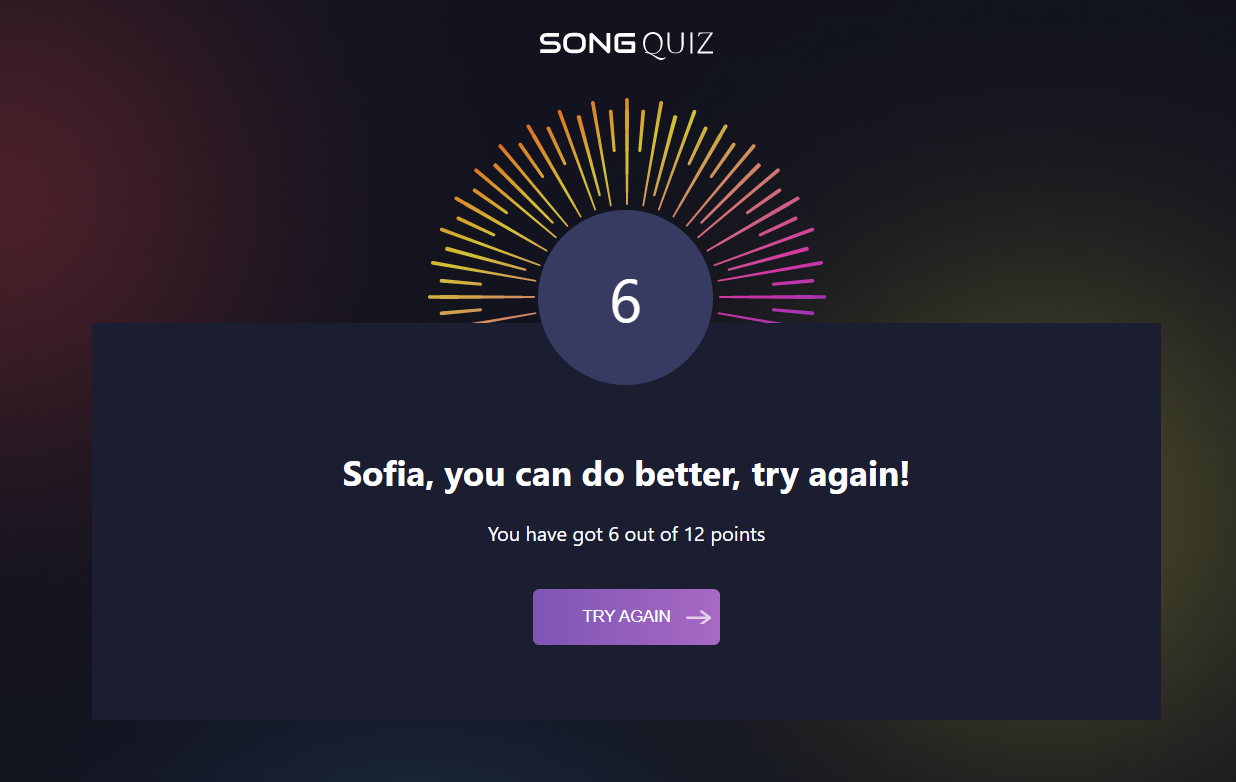 SONG QUIZ
6
Sofia, you can do better, try again!
You have got 6 out of 12 points
TRY AGAIN